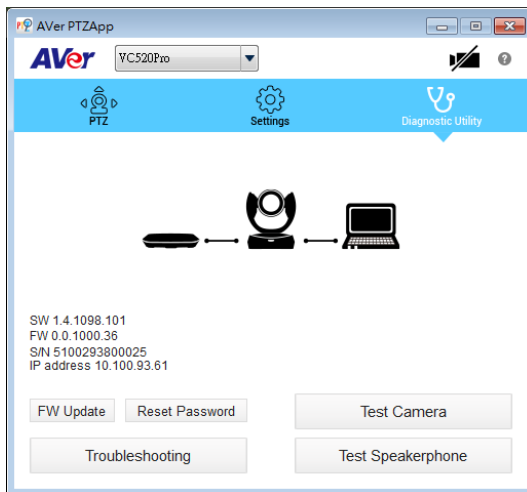 AVer PTZApp
AVer
VC520Pro
?
PTZ
Settings
Diagnostic Utility
SW 1.4.1098.101
FW 0.0.1000.36
S/N 5100293800025
IP address 10.100.93.61
FW Update
Reset Password
Test Camera
Troubleshooting
Test Speakerphone